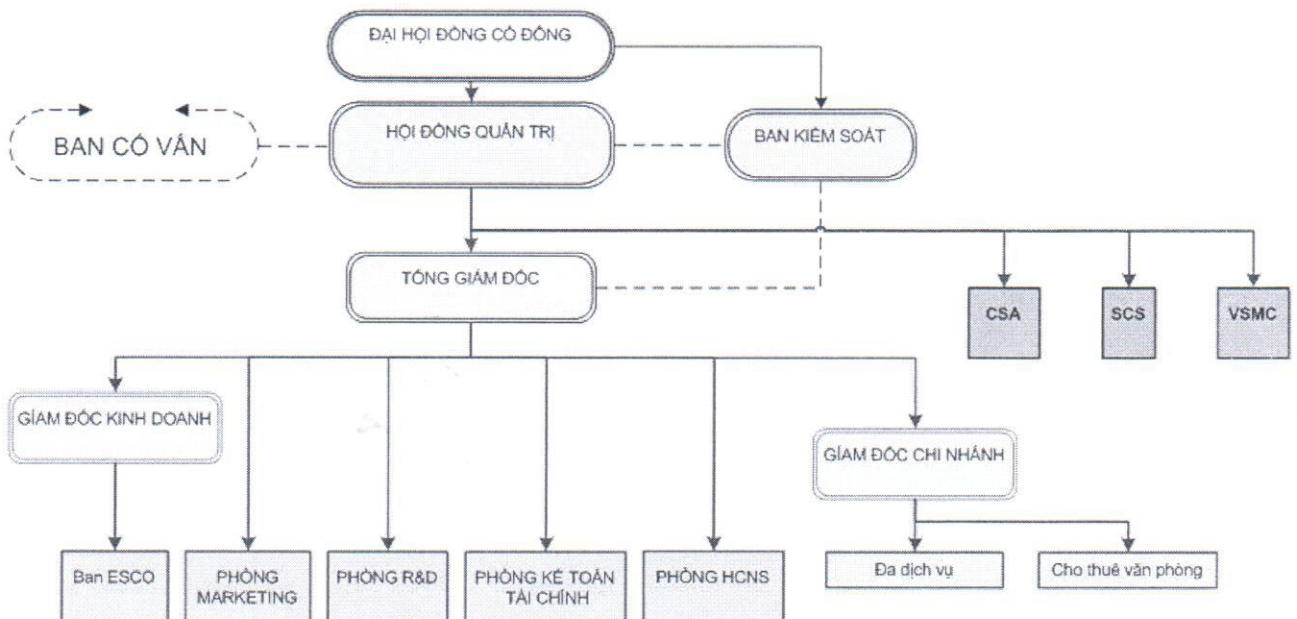 ĐẠI HỘI ĐỒNG CỔ ĐÔNG
HỘI ĐỒNG QUẢN TRỊ
BAN KIỂM SOÁT
BAN CỐ VẤN
TỔNG GIÁM ĐỐC
CSA
SCS
VSMC
GÍAM ĐỐC KINH DOANH
GÍAM ĐỐC CHI NHÁNH
Ban ESCO
PHÒNG
MARKETING
PHÒNG R&D
PHÒNG KẾ TOÁN
TÀI CHÍNH
PHÒNG HCNS
Đa dịch vụ
Cho thuê văn phòng